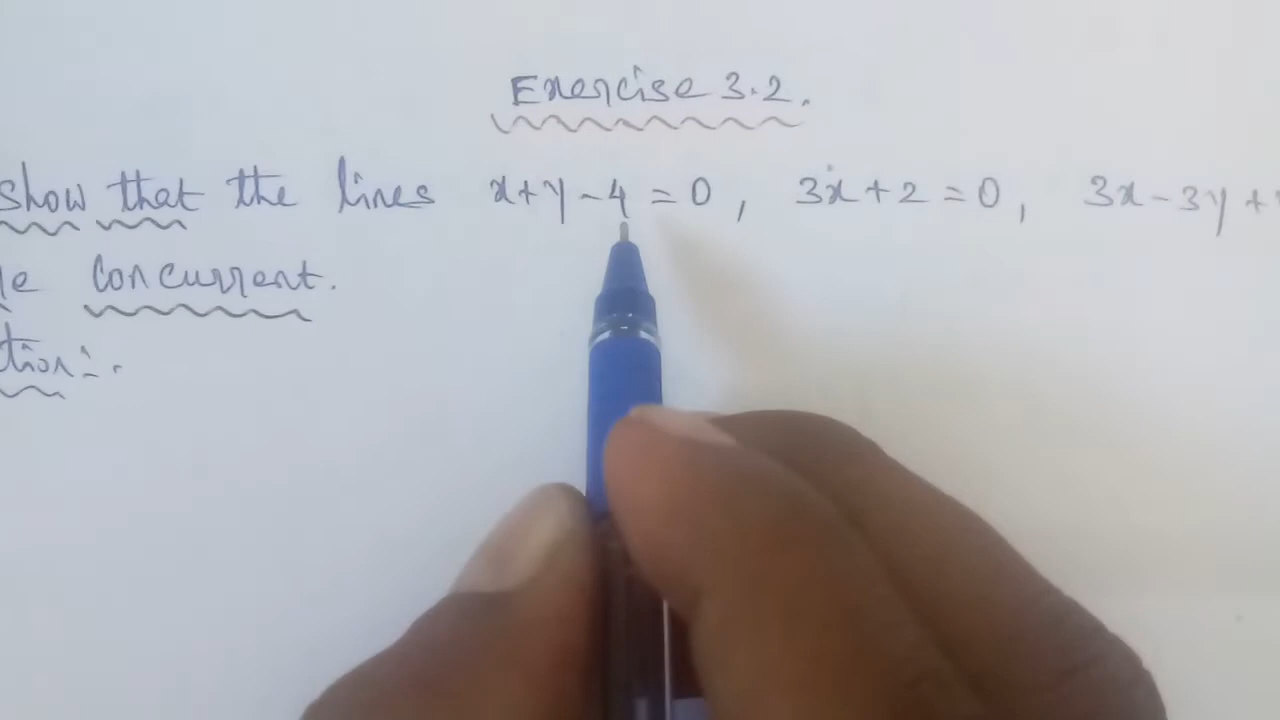 Exercise 3.2.
show that the lines x+y-4=0, 3x+2=0, 3x-3y+
concurrent.